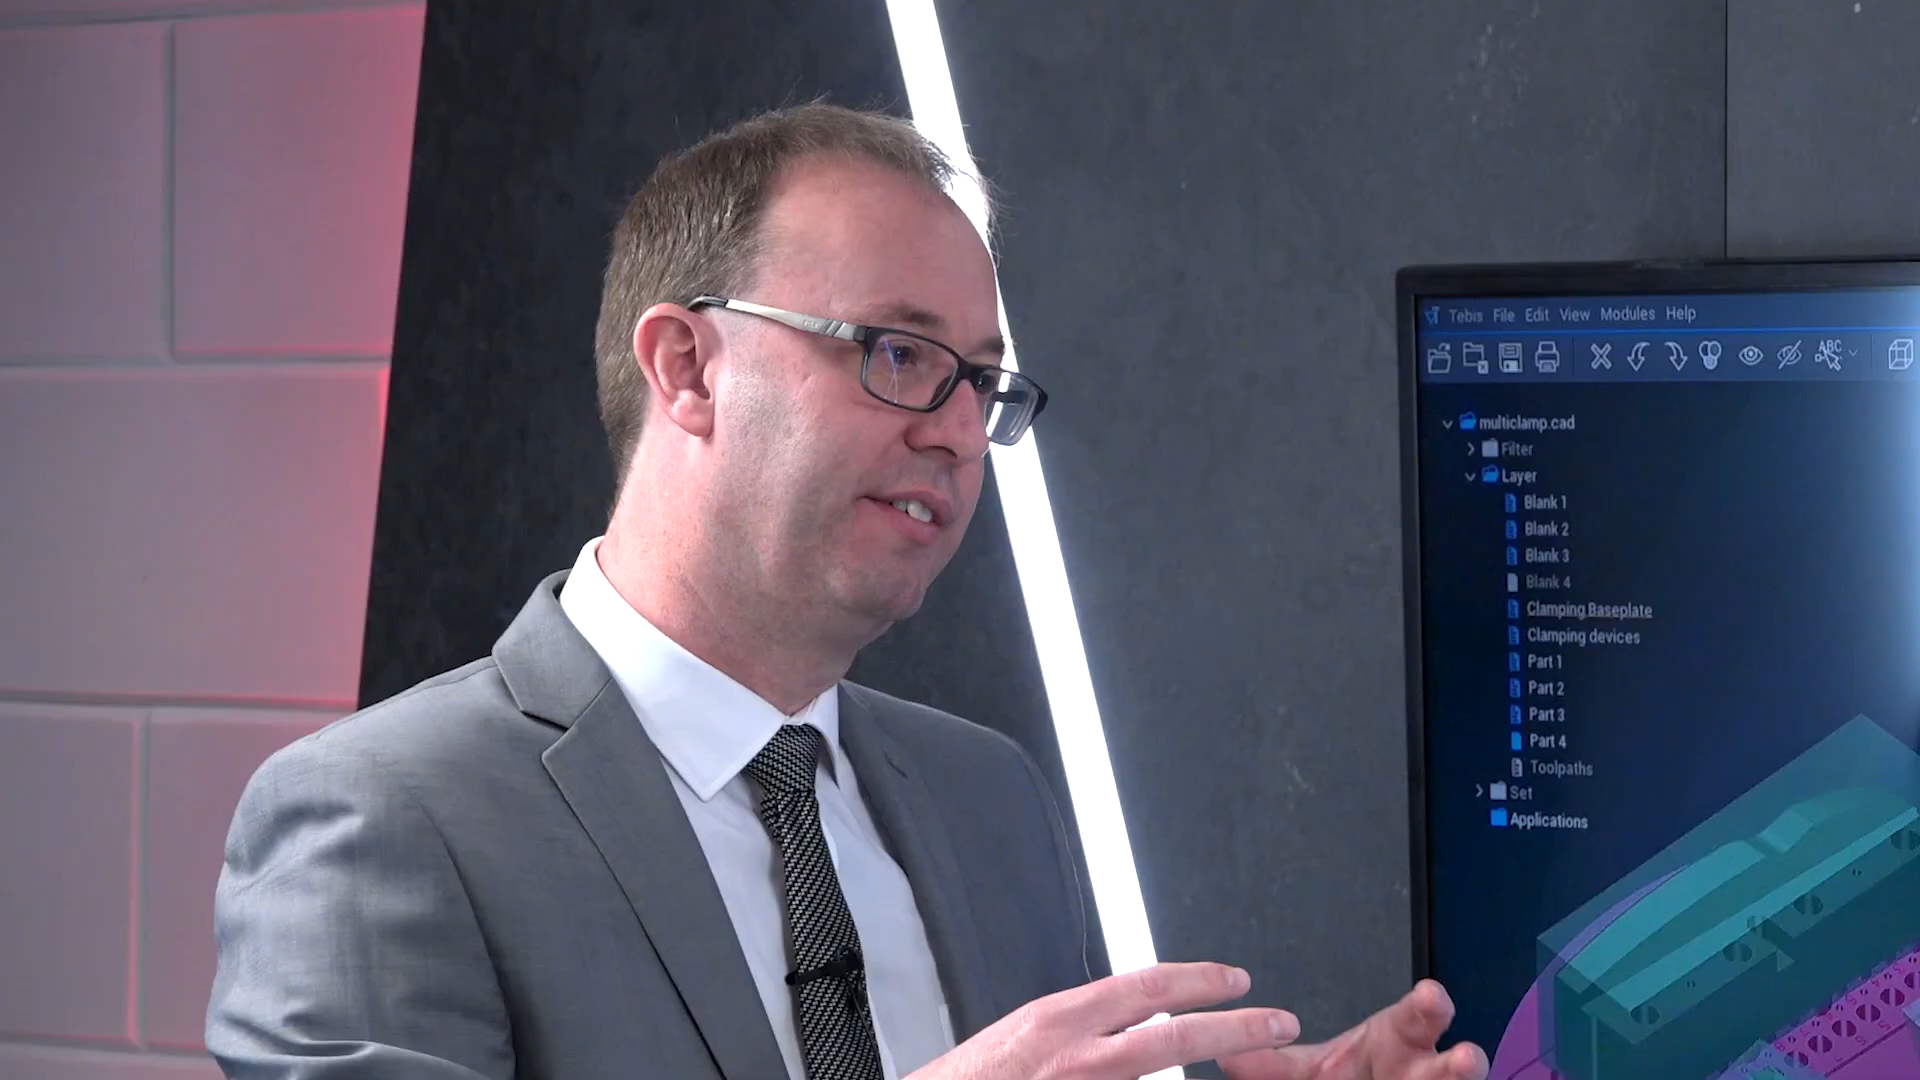 Tebis File Edit View Modules Help
ABC
multiclamp.cad
Filter
Layer
Blank 1
Blank 2
Blank 3
Blank 4
Clamping Baseplate
Clamping devices
Part 1
Part 2
Part 3
Part 4
Toolpaths
Set
Applications